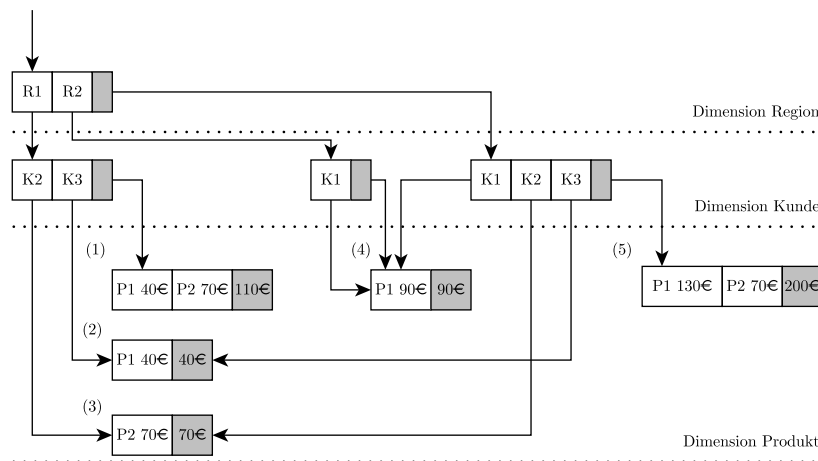 R1 R2
Dimension Region
K2 K3 K1 K1 K2 K3
Dimension Kunde
(1) (4) (5)
P1 40€ P2 70€ 110€ P1 90€ 90€ P1 130€ P2 70€ 200€
(2)
P1 40€ 40€
(3)
P2 70€ 70€
Dimension Produkt